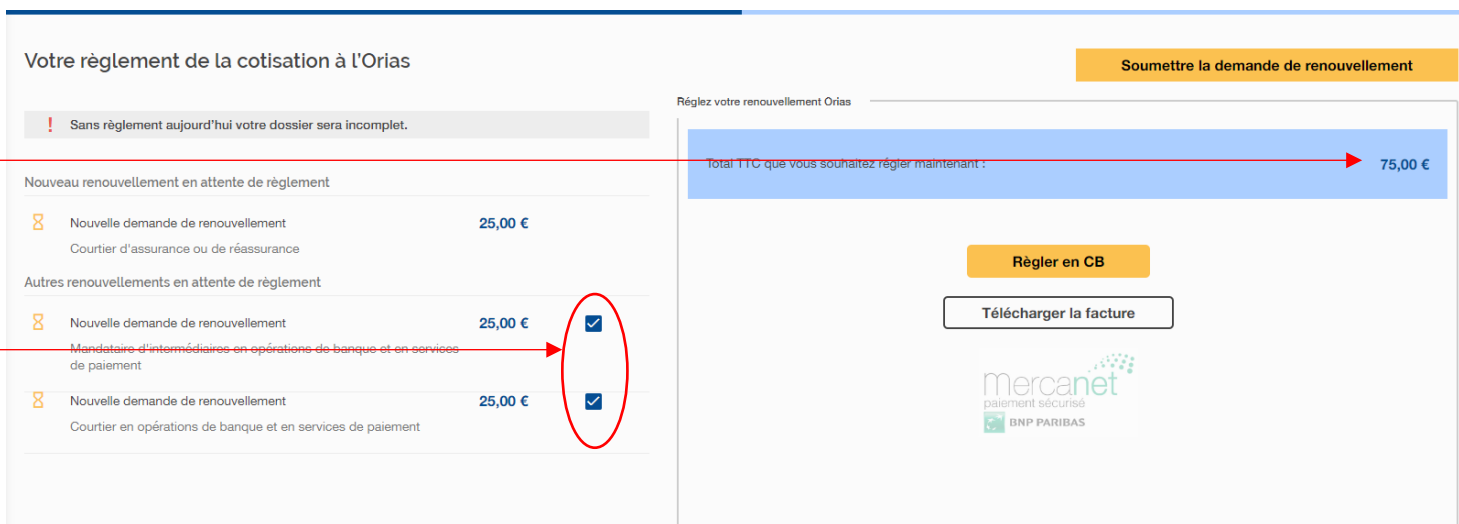 Votre règlement de la cotisation à l'Orias
Soumettre la demande de renouvellement
! Sans règlement aujourd'hui votre dossier sera incomplet.
Nouveau renouvellement en attente de règlement
Nouvelle demande de renouvellement 25,00 €
Courtier d'assurance ou de réassurance
Autres renouvellements en attente de règlement
Nouvelle demande de renouvellement 25,00 €
Mandataire d'intermédiaires en opérations de banque et en services
de paiement
Nouvelle demande de renouvellement 25,00 €
Courtier en opérations de banque et en services de paiement
Réglez votre renouvellement Orias
Total TTC que vous souhaitez régler maintenant : 75,00 €
Règler en CB
Télécharger la facture
mercanet
paiement sécurisé
BNP PARIBAS